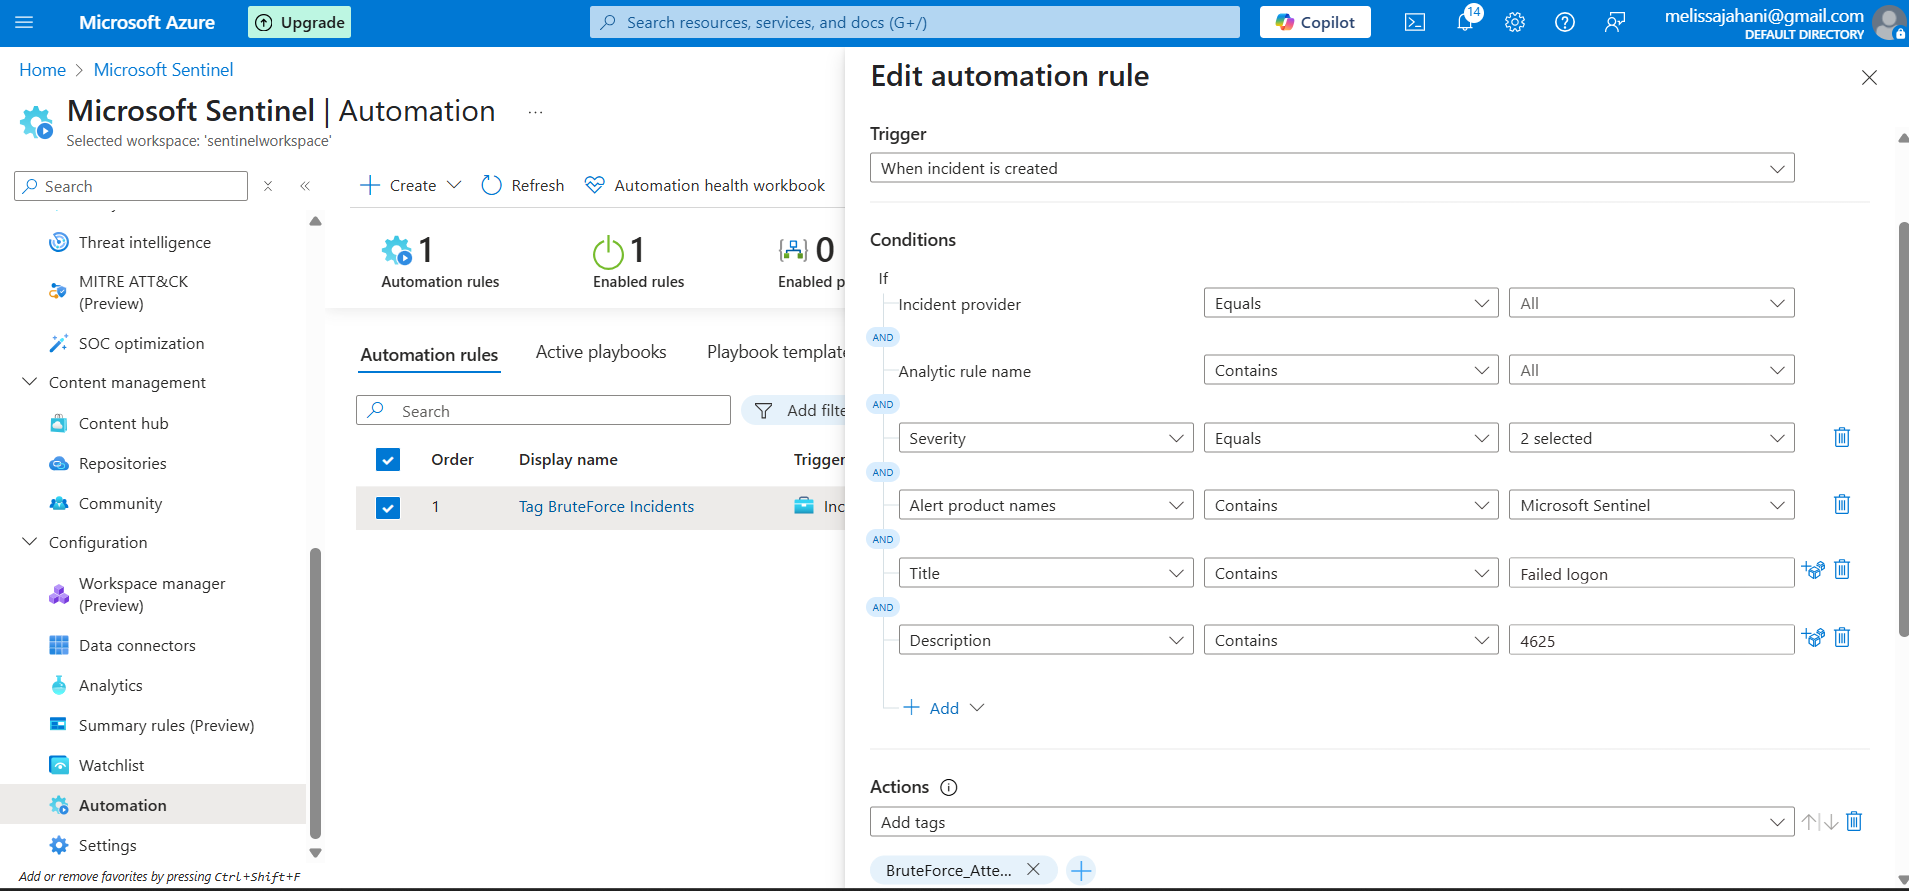 Microsoft Azure
Upgrade
Search resources, services, and docs (G+/)
Copilot
14
melissajahani@gmail.com
DEFAULT DIRECTORY
Home > Microsoft Sentinel
Microsoft Sentinel | Automation
...
Selected workspace: 'sentinelworkspace'
Search
Threat intelligence
MITRE ATT&CK
(Preview)
SOC optimization
Content management
Content hub
Repositories
Community
Configuration
Workspace manager
(Preview)
Data connectors
Analytics
Summary rules (Preview)
Watchlist
Automation
Settings
Add or remove favorites by pressing Ctrl+Shift+F
Create
Refresh
Automation health workbook
1
Automation rules
1
Enabled rules
0
Enabled p
Automation rules
Active playbooks
Playbook template
Search
Add filte
Order
Display name
Trigger
1
Tag BruteForce Incidents
Inc
Edit automation rule
Trigger
When incident is created
Conditions
If
Incident provider
Equals
All
AND
Analytic rule name
Contains
All
AND
Severity
Equals
2 selected
AND
Alert product names
Contains
Microsoft Sentinel
AND
Title
Contains
Failed logon
AND
Description
Contains
4625
Add
Actions
Add tags
BruteForce_Atte...